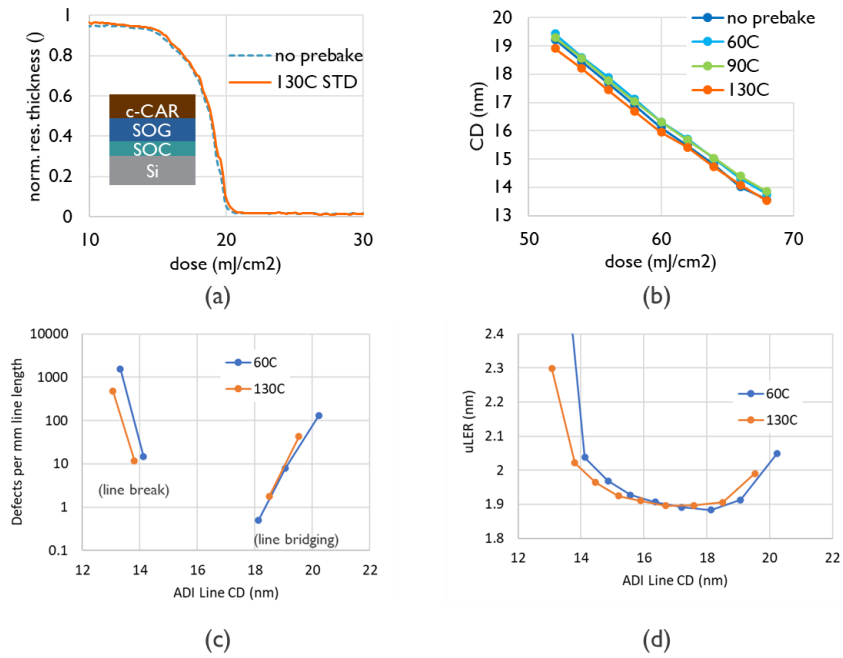 (a)
norm. res. thickness ()
1
0.8
0.6
0.4
0.2
0
10
20
30
dose (mJ/cm2)
no prebake
130C STD
c-CAR
SOG
SOC
Si
(b)
CD (nm)
20
19
18
17
16
15
14
13
50
60
70
dose (mJ/cm2)
no prebake
60C
90C
130C
(c)
Defects per mm line length
10000
1000
100
10
1
0.1
12
14
16
18
20
22
ADI Line CD (nm)
60C
130C
(line break)
(line bridging)
(d)
uLER (nm)
2.4
2.3
2.2
2.1
2
1.9
1.8
12
14
16
18
20
22
ADI Line CD (nm)
60C
130C